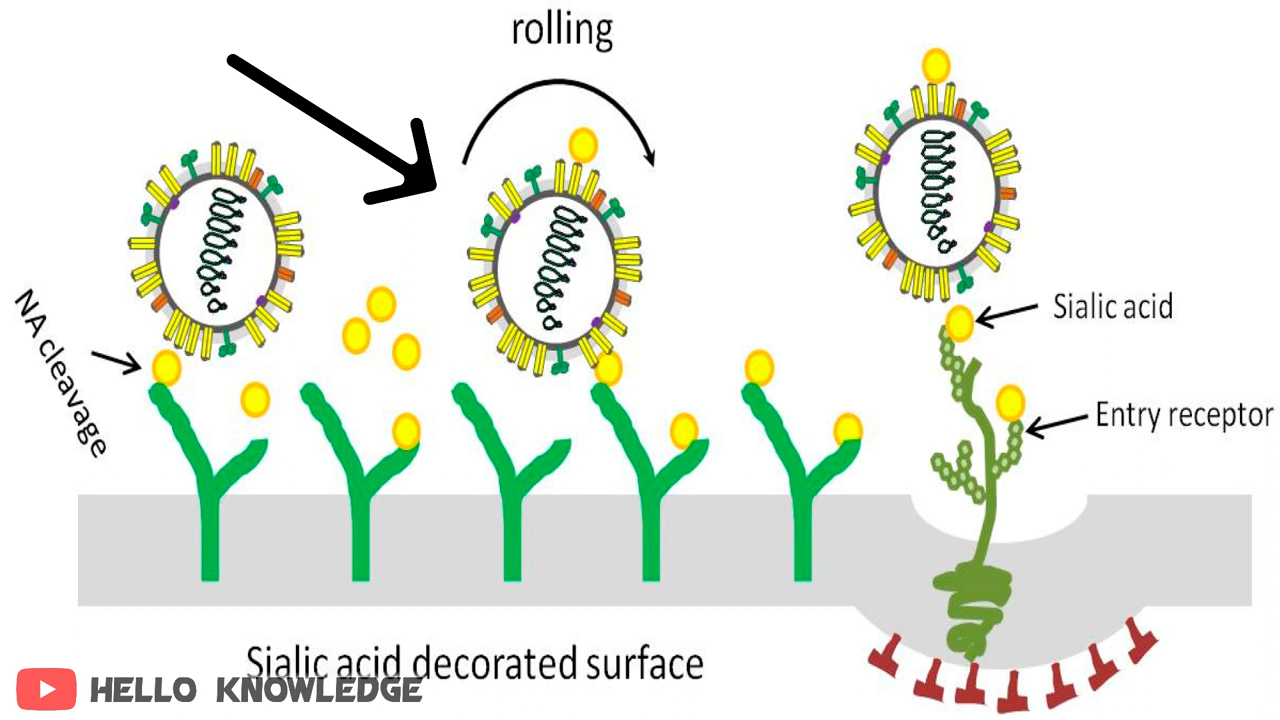 rolling
NA cleavage
Sialic acid
Entry receptor
Sialic acid decorated surface
HELLO KNOWLEDGE